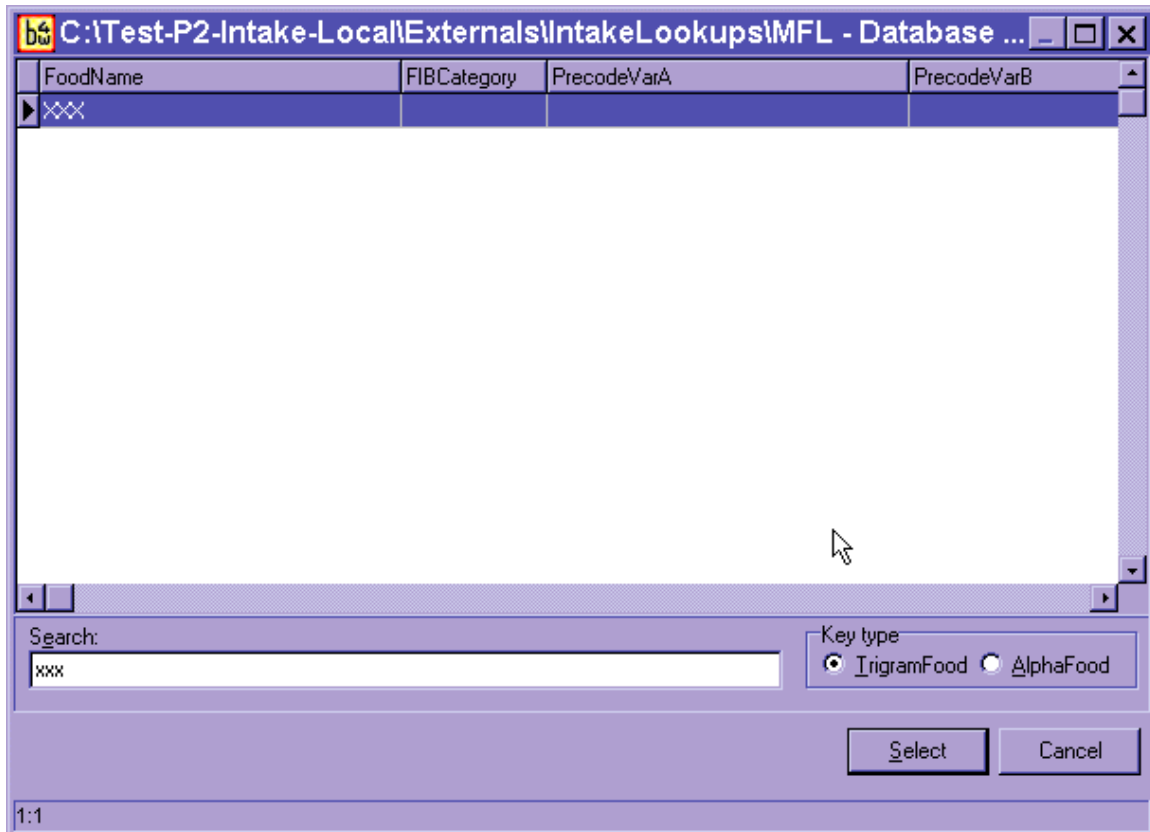 b4w C:\Test-P2-Intake-Local\Externals\IntakeLookups\MFL - Database ...
FoodName FIBCategory PrecodeVarA PrecodeVarB
XXX
Search:
xxx
Key type
TrigramFood AlphaFood
Select Cancel
1:1